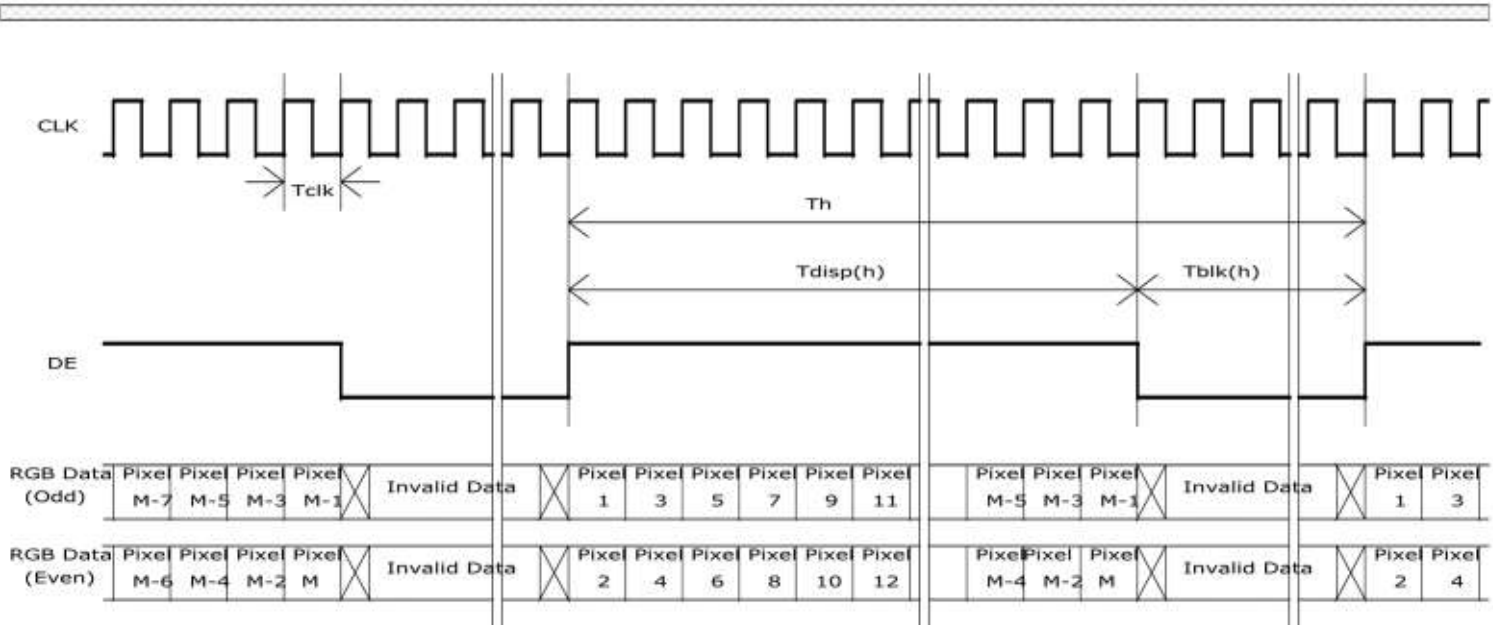 CLK
Tclk
Th
Tdisp(h)
Tblk(h)
DE
RGB Data
(Odd)
Pixel M-7
Pixel M-5
Pixel M-3
Pixel M-1
Invalid Data
Pixel 1
Pixel 3
Pixel 5
Pixel 7
Pixel 9
Pixel 11
Pixel M-5
Pixel M-3
Pixel M-1
Invalid Data
Pixel 1
Pixel 3
RGB Data
(Even)
Pixel M-6
Pixel M-4
Pixel M-2
Pixel M
Invalid Data
Pixel 2
Pixel 4
Pixel 6
Pixel 8
Pixel 10
Pixel 12
Pixel M-4
Pixel M-2
Pixel M
Invalid Data
Pixel 2
Pixel 4